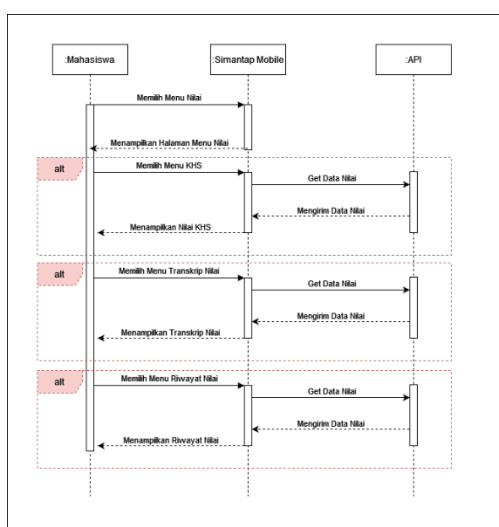 :Mahasiswa
:Simantap Mobile
:API
Memilih Menu Nilai
Menampilkan Halaman Menu Nilai
alt
Memilih Menu KHS
Get Data Nilai
Mengirim Data Nilai
Menampilkan Nilai KHS
alt
Memilih Menu Transkrip Nilai
Get Data Nilai
Mengirim Data Nilai
Menampilkan Transkrip Nilai
alt
Memilih Menu Riwayat Nilai
Get Data Nilai
Mengirim Data Nilai
Menampilkan Riwayat Nilai